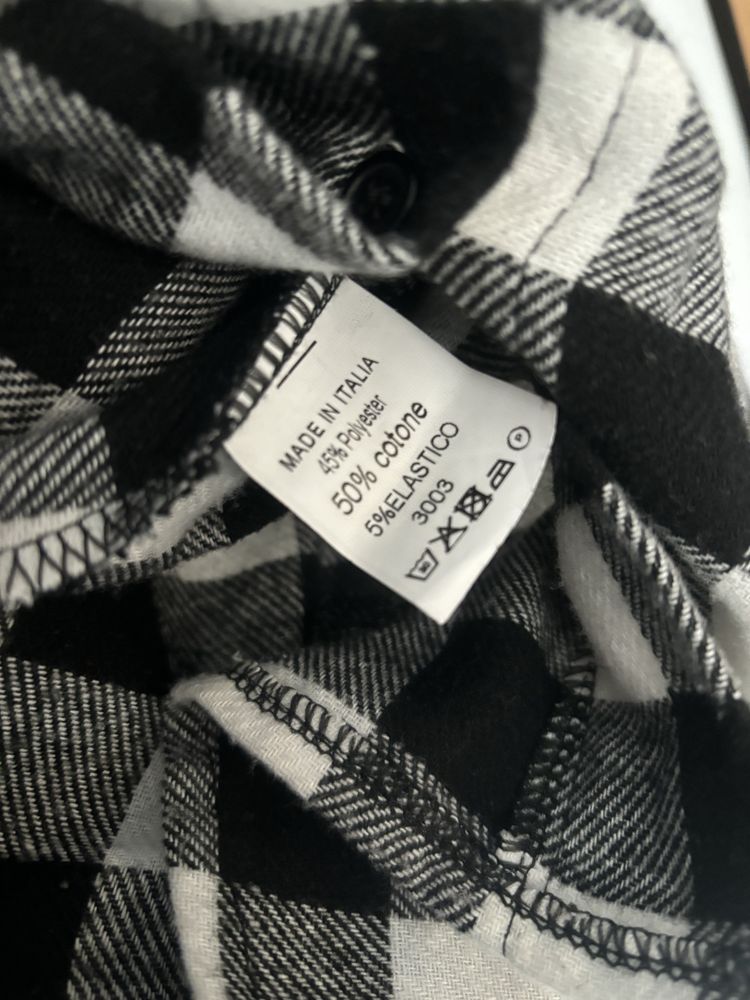 MADE IN ITALIA
45% Polyester
50% cotone
5%ELASTICO
3003